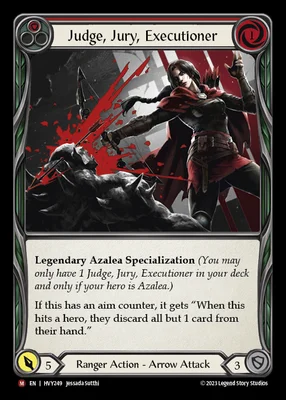 Judge, Jury, Executioner
Legendary Azalea Specialization (You may
only have 1 Judge, Jury, Executioner in your deck
and only if your hero is Azalea.)
If this has an aim counter, it gets “When this
hits a hero, they discard all but 1 card from
their hand.”
5
Ranger Action - Arrow Attack
3
M EN | HVY249 Jessada Sutthi
©2023 Legend Story Studios